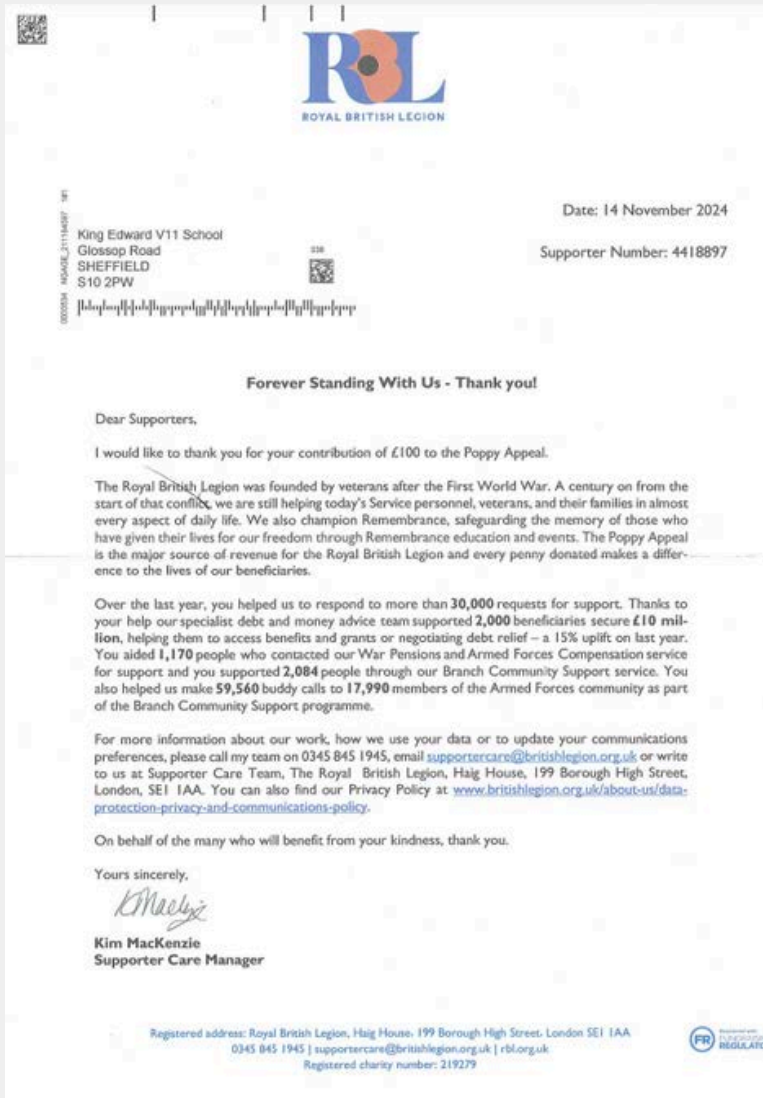 RBL
ROYAL BRITISH LEGION
Date: 14 November 2024
Supporter Number: 4418897
King Edward V11 School
Glossop Road
SHEFFIELD
S10 2PW
Forever Standing With Us - Thank you!
Dear Supporters,
I would like to thank you for your contribution of £100 to the Poppy Appeal.
The Royal British Legion was founded by veterans after the First World War. A century on from the
start of that conflict, we are still helping today's Service personnel, veterans, and their families in almost
every aspect of daily life. We also champion Remembrance, safeguarding the memory of those who
have given their lives for our freedom through Remembrance education and events. The Poppy Appeal
is the major source of revenue for the Royal British Legion and every penny donated makes a differ-
ence to the lives of our beneficiaries.
Over the last year, you helped us to respond to more than 30,000 requests for support. Thanks to
your help our specialist debt and money advice team supported 2,000 beneficiaries secure £10 mil-
lion, helping them to access benefits and grants or negotiating debt relief – a 15% uplift on last year.
You aided 1,170 people who contacted our War Pensions and Armed Forces Compensation service
for support and you supported 2,084 people through our Branch Community Support service. You
also helped us make 59,560 buddy calls to 17,990 members of the Armed Forces community as part
of the Branch Community Support programme.
For more information about our work, how we use your data or to update your communications
preferences, please call my team on 0345 845 1945, email supportercare@britishlegion.org.uk or write
to us at Supporter Care Team, The Royal British Legion, Haig House, 199 Borough High Street,
London, SE1 1AA. You can also find our Privacy Policy at www.britishlegion.org.uk/about-us/data-
protection-privacy-and-communications-policy.
On behalf of the many who will benefit from your kindness, thank you.
Yours sincerely,
Kim MacKenzie
Supporter Care Manager
Registered address: Royal British Legion, Haig House, 199 Borough High Street, London SE1 1AA
0345 845 1945 | supportercare@britishlegion.org.uk | rbl.org.uk
Registered charity number: 219279
FR
REGULATO